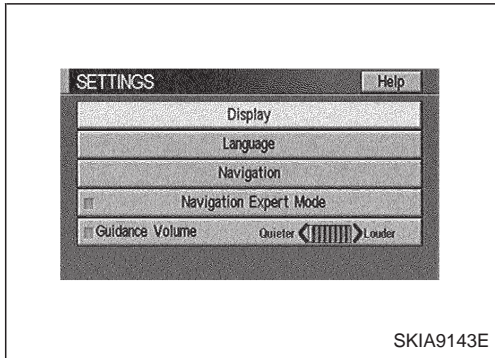 SETTINGS Help
Display
Language
Navigation
Navigation Expert Mode
Guidance Volume Quieter Louder
SKIA9143E